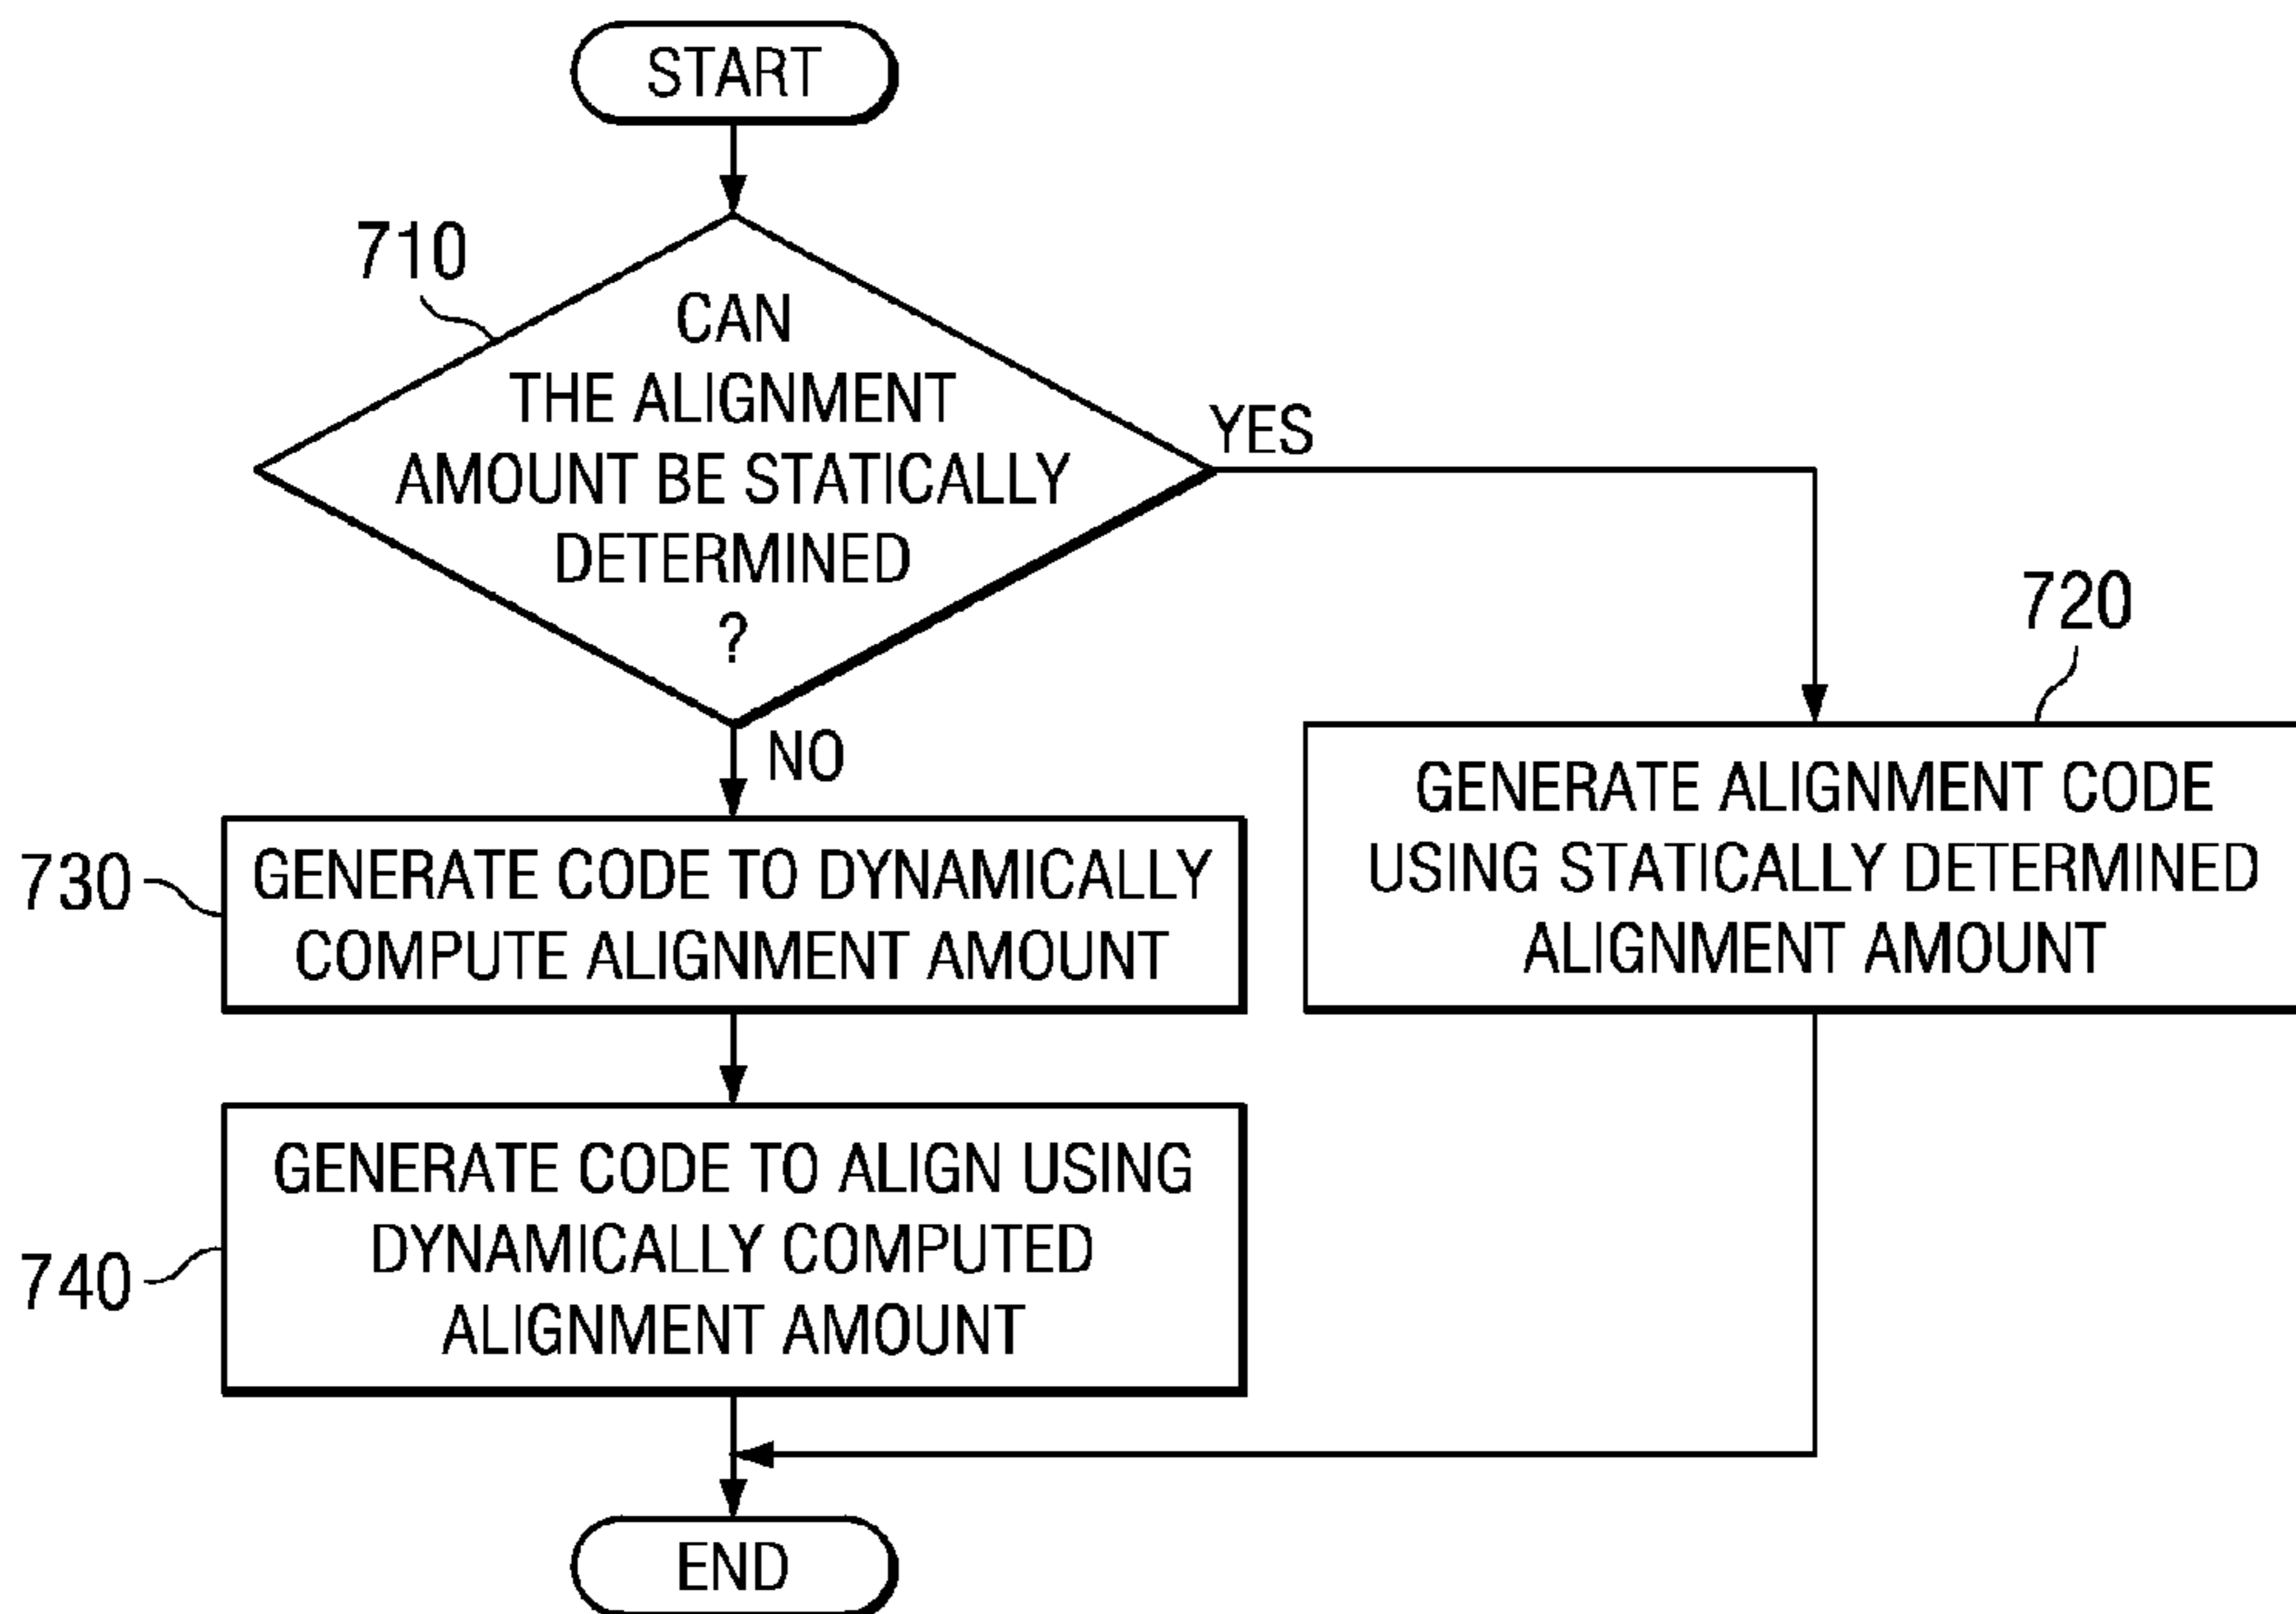 START
710
CAN
THE ALIGNMENT
AMOUNT BE STATICALLY
DETERMINED
?
YES
NO
720
GENERATE ALIGNMENT CODE
USING STATICALLY DETERMINED
ALIGNMENT AMOUNT
730
GENERATE CODE TO DYNAMICALLY
COMPUTE ALIGNMENT AMOUNT
740
GENERATE CODE TO ALIGN USING
DYNAMICALLY COMPUTED
ALIGNMENT AMOUNT
END